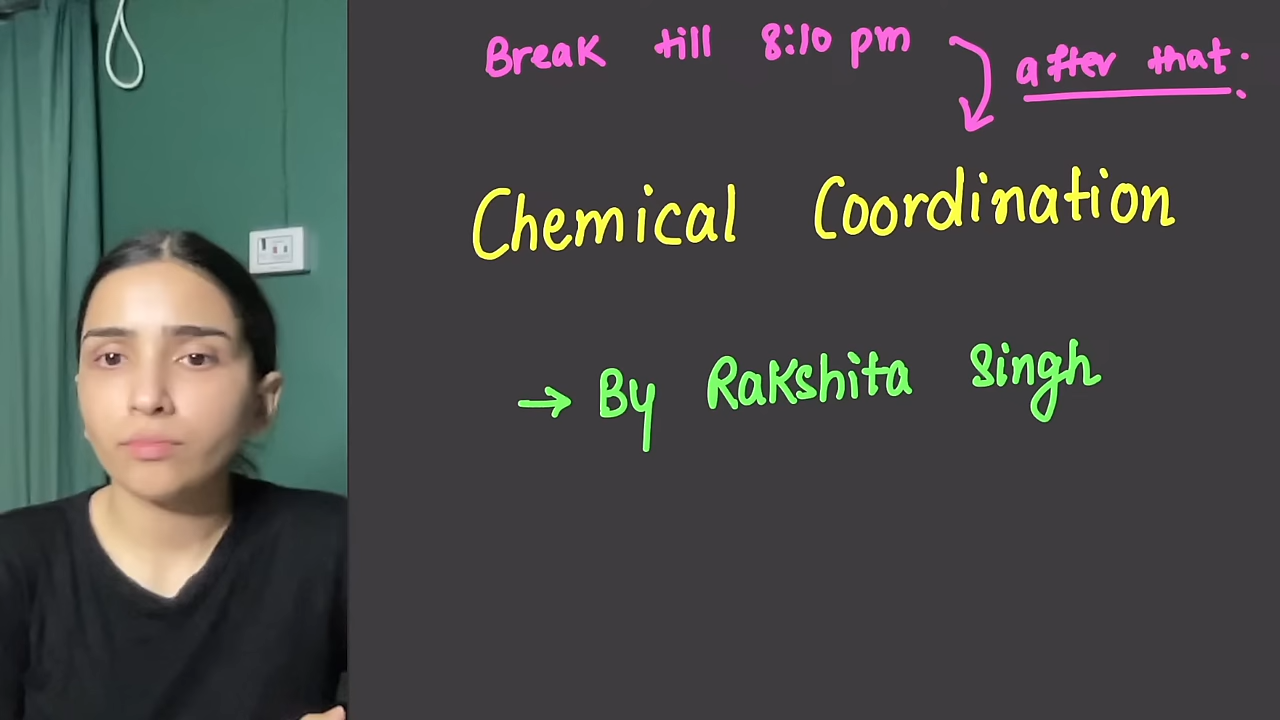 Break till 8:10 pm
after that.
Chemical Coordination
→ By Rakshita Singh